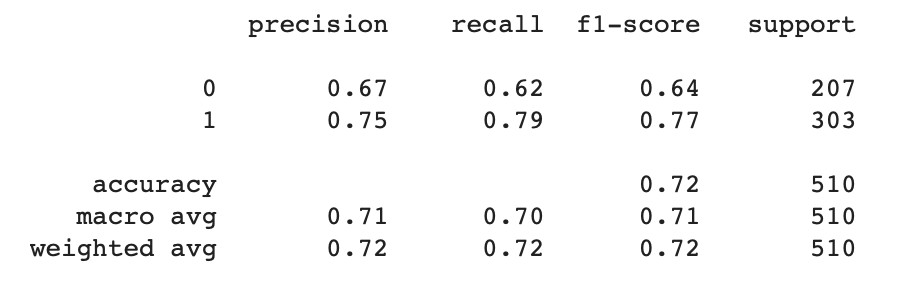 precision recall f1-score support
0 0.67 0.62 0.64 207
1 0.75 0.79 0.77 303
accuracy 0.72 510
macro avg 0.71 0.70 0.71 510
weighted avg 0.72 0.72 0.72 510